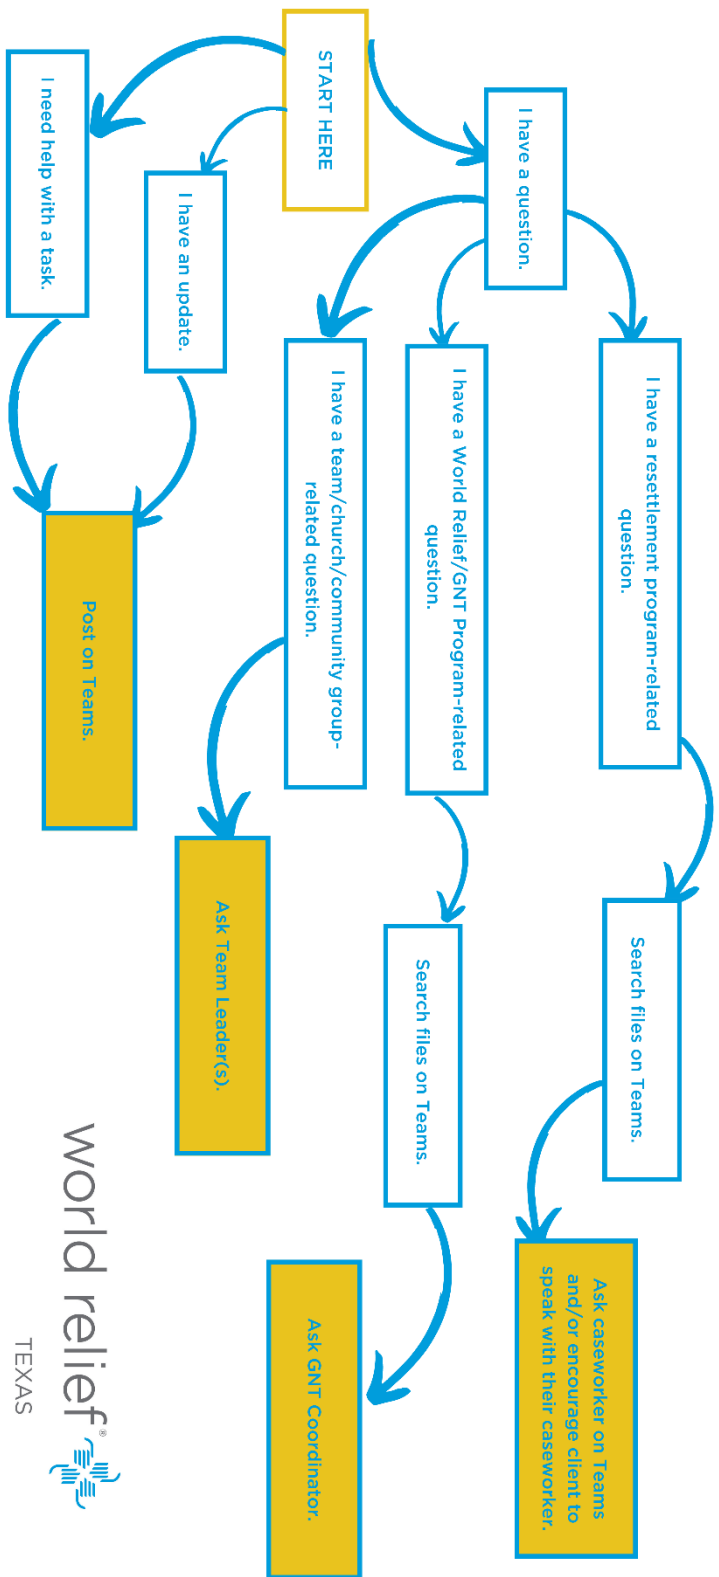 START HERE
I have a question.
I have an update.
I need help with a task.
I have a resettlement program-related
question.
I have a World Relief/GNT Program-related
question.
I have a team/church/community group-
related question.
Search files on Teams.
Search files on Teams.
Ask caseworker on Teams
and/or encourage client to
speak with their caseworker.
Ask GNT Coordinator.
Ask Team Leader(s).
Post on Teams.
world relief®
TEXAS